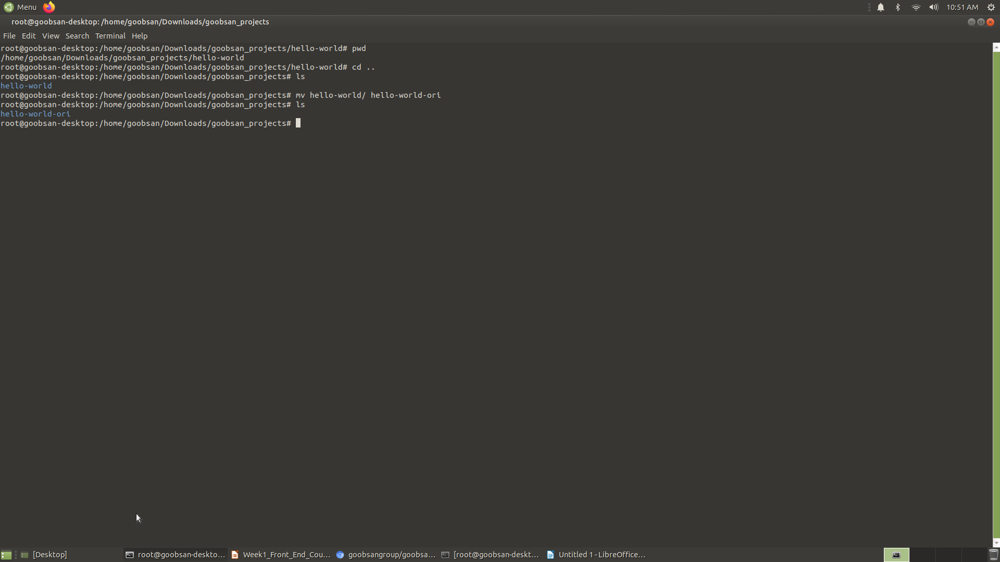 Menu
10:51 AM
root@goobsan-desktop: /home/goobsan/Downloads/goobsan_projects
File Edit View Search Terminal Help
root@goobsan-desktop:/home/goobsan/Downloads/goobsan_projects/hello-world# pwd
/home/goobsan/Downloads/goobsan_projects/hello-world
root@goobsan-desktop:/home/goobsan/Downloads/goobsan_projects/hello-world# cd ..
root@goobsan-desktop:/home/goobsan/Downloads/goobsan_projects# ls
hello-world
root@goobsan-desktop:/home/goobsan/Downloads/goobsan_projects# mv hello-world/ hello-world-ori
root@goobsan-desktop:/home/goobsan/Downloads/goobsan_projects# ls
hello-world-ori
root@goobsan-desktop:/home/goobsan/Downloads/goobsan_projects#
[Desktop]
root@goobsan-deskto...
Week1_Front_End_Cou...
goobsangroup/goobsa...
[root@goobsan-deskt...
Untitled 1 - LibreOffice...